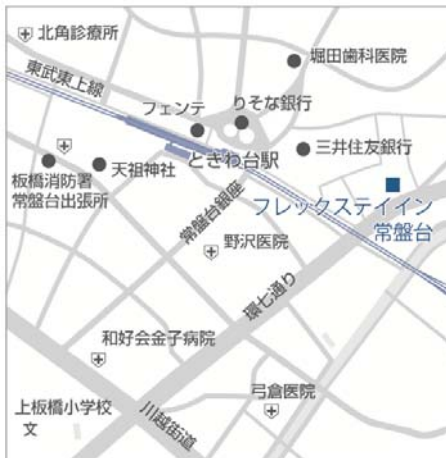 北角診療所
堀田歯科医院
東武東上線
フェンテ
りそな銀行
ときわ台駅
三井住友銀行
板橋消防署
常盤台出張所
天祖神社
フレックステイイン
常盤台
常盤台銀座
野沢医院
環七通り
和好会金子病院
弓倉医院
上板橋小学校
文
川越街道